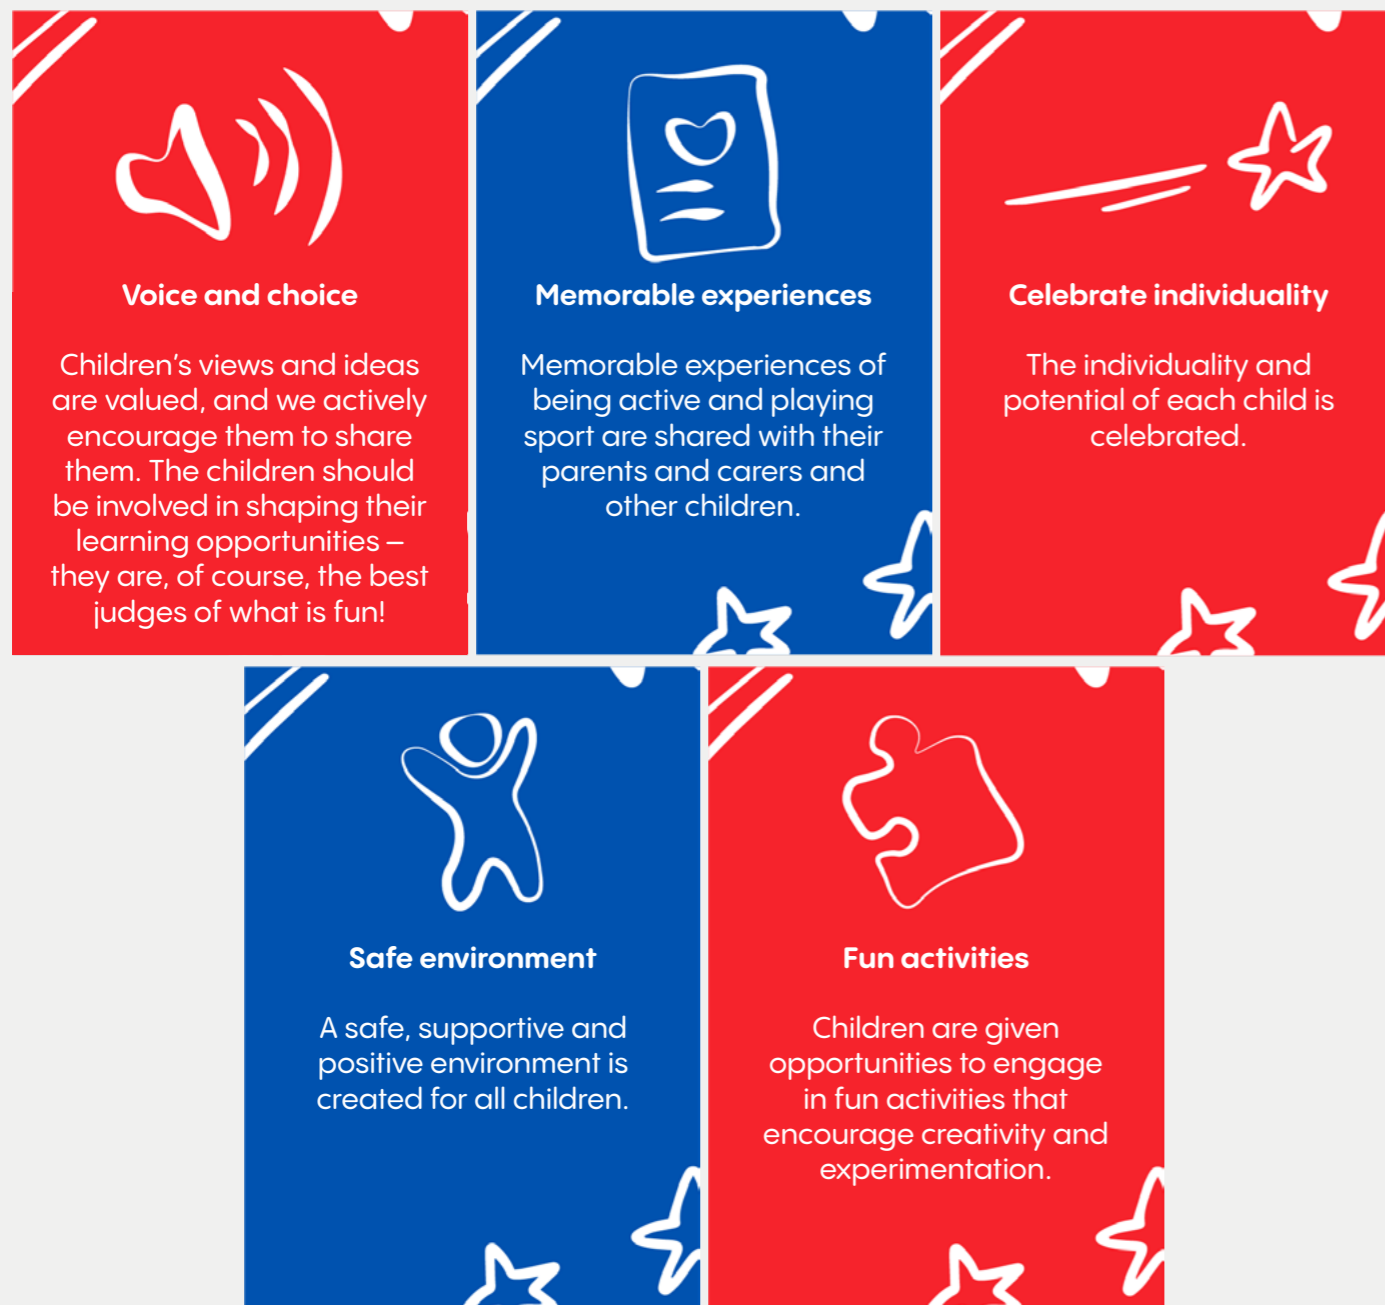 Voice and choice
Children's views and ideas
are valued, and we actively
encourage them to share
them. The children should
be involved in shaping their
learning opportunities –
they are, of course, the best
judges of what is fun!
Memorable experiences
Memorable experiences of
being active and playing
sport are shared with their
parents and carers and
other children.
Celebrate individuality
The individuality and
potential of each child is
celebrated.
Safe environment
A safe, supportive and
positive environment is
created for all children.
Fun activities
Children are given
opportunities to engage
in fun activities that
encourage creativity and
experimentation.